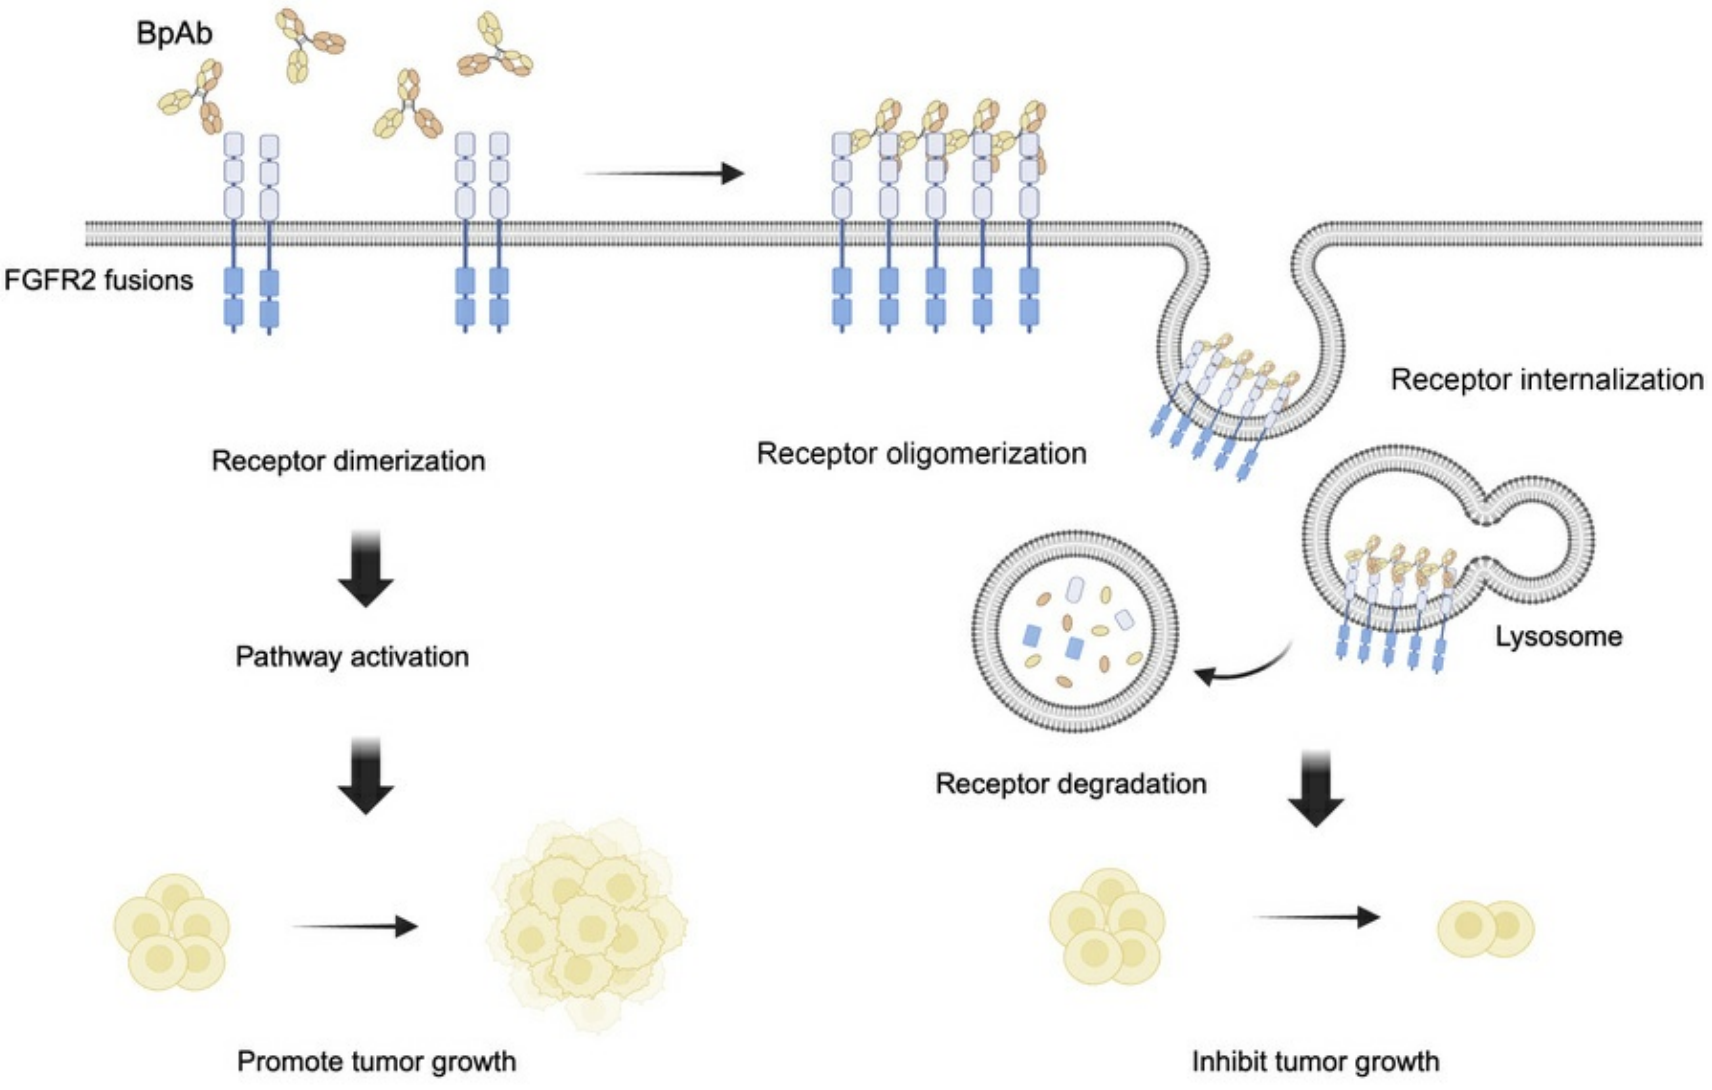 BpAb
FGFR2 fusions
Receptor internalization
Receptor dimerization
Receptor oligomerization
Lysosome
Pathway activation
Receptor degradation
Promote tumor growth
Inhibit tumor growth